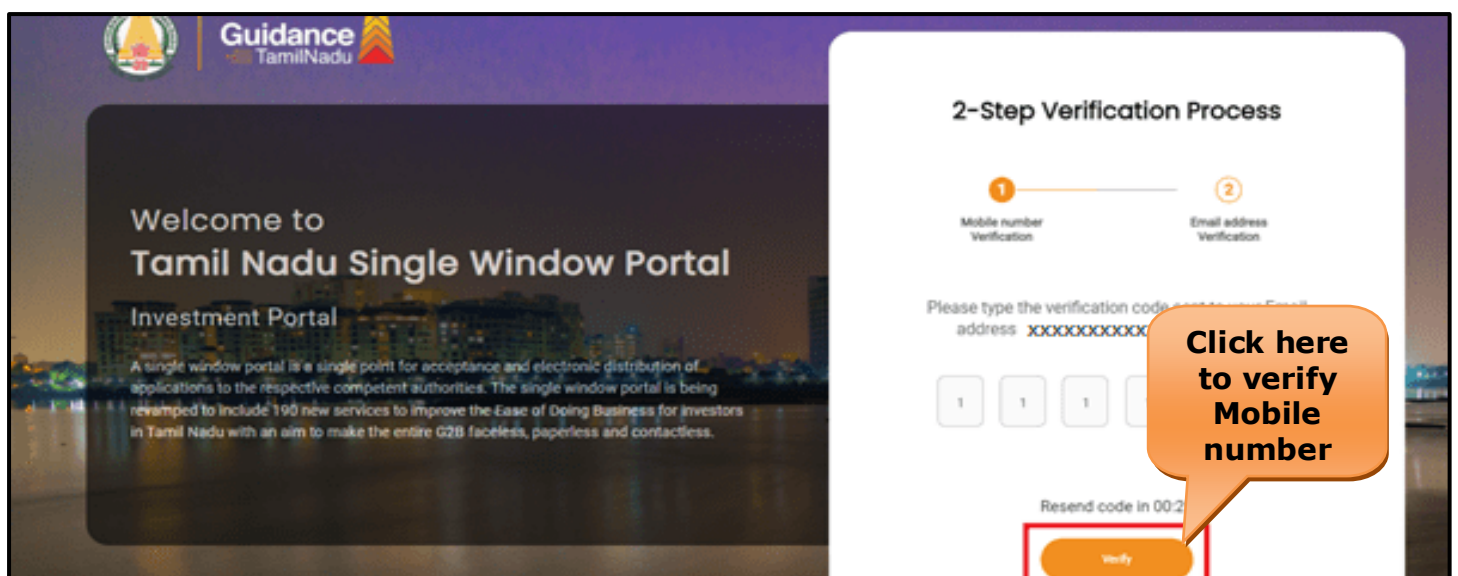 Guidance
TamilNadu
Welcome to
Tamil Nadu Single Window Portal
Investment Portal
A single window portal is a single point for acceptance and electronic distribution of
applications to the respective competent authorities. The single window portal is being
revamped to include 190 new services to improve the Ease of Doing Business for investors
in Tamil Nadu with an aim to make the entire G2B faceless, paperless and contactless.
2-Step Verification Process
1
2
Mobile number
Verification
Email address
Verification
Please type the verification code
address xxxxxxxxxx
1 1 1
Resend code in 00:2
Verify
Click here
to verify
Mobile
number